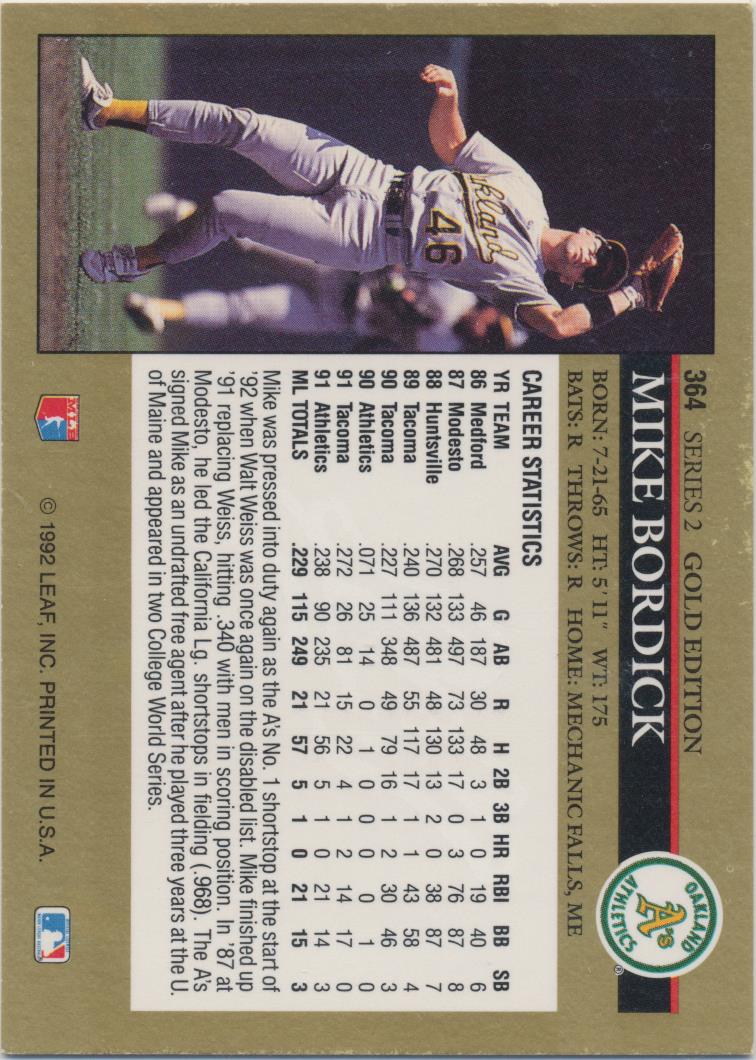 364 SERIES 2 GOLD EDITION
MIKE BORDICK
OAKLAND
A's
ATHLETICS
®
BORN: 7-21-65 HT: 5' 11" WT: 175
BATS: R THROWS: R HOME: MECHANIC FALLS, ME
CAREER STATISTICS
YR TEAM AVG G AB R H 2B 3B HR RBI BB SB
86 Medford .257 46 187 30 48 3 1 0 19 40 6
87 Modesto .268 133 497 73 133 17 0 3 76 87 8
88 Huntsville .270 132 481 48 130 13 2 0 38 87 7
89 Tacoma .240 136 487 55 117 17 1 1 43 58 4
90 Tacoma .227 111 348 49 79 16 1 2 30 46 3
90 Athletics .071 25 14 0 1 0 0 0 0 1 0
91 Tacoma .272 26 81 15 22 4 1 2 14 17 0
91 Athletics .238 90 235 21 56 5 1 0 21 14 3
ML TOTALS .229 115 249 21 57 5 1 0 21 15 3
Mike was pressed into duty again as the A's No. 1 shortstop at the start of
'92 when Walt Weiss was once again on the disabled list. Mike finished up
'91 replacing Weiss, hitting .340 with men in scoring position. In '87 at
Modesto, he led the California Lg. shortstops in fielding (.968). The A's
signed Mike as an undrafted free agent after he played three years at the U.
of Maine and appeared in two College World Series.
Oakland
46
© 1992 LEAF, INC. PRINTED IN U.S.A.